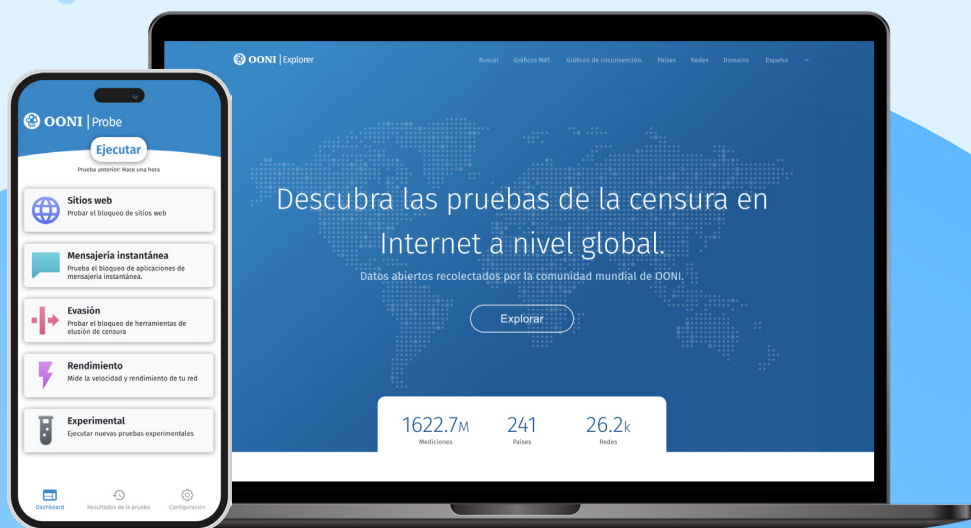 OONI | Explorer
Buscar Gráficos MAT. Gráficos de circunvención. Países Redes Domains Español
Descubra las pruebas de la censura en
Internet a nivel global.
Datos abiertos recolectados por la comunidad mundial de OONI.
Explorar
1622.7M 241 26.2k
Mediciones Países Redes
OONI | Probe
Ejecutar
Prueba anterior: Hace una hora
Sitios web
Probar el bloqueo de sitios web
Mensajería instantánea
Prueba el bloqueo de aplicaciones de
mensajería instantánea.
Evasión
Probar el bloqueo de herramientas de
elusión de censura
Rendimiento
Mide la velocidad y rendimiento de tu red
Experimental
Ejecutar nuevas pruebas experimentales
Dashboard Resultados de la prueba Configuración